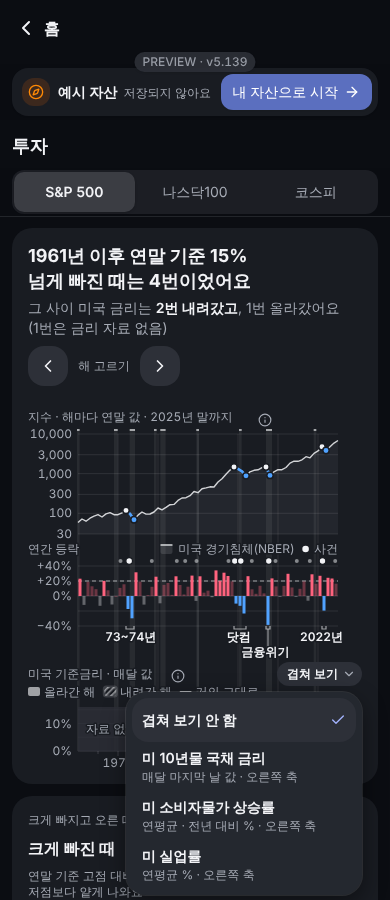 홈
PREVIEW · v5.139
예시 자산 저장되지 않아요 내 자산으로 시작 →
투자
S&P 500 나스닥100 코스피
1961년 이후 연말 기준 15%
넘게 빠진 때는 4번이었어요
그 사이 미국 금리는 2번 내려갔고, 1번 올라갔어요
(1번은 금리 자료 없음)
해 고르기
지수 · 해마다 연말 값 · 2025년 말까지
10,000
3,000
1,000
300
100
30
연간 등락 미국 경기침체(NBER) 사건
+40%
+20%
0%
−40%
73~74년 닷컴 2022년
금융위기
미국 기준금리 · 매달 값 겹쳐 보기
올라간 해 내려간 해 거의 그대로
10%
자료 없
0%
197
겹쳐 보기 안 함
미 10년물 국채 금리
매달 마지막 날 값 · 오른쪽 축
미 소비자물가 상승률
연평균 · 전년 대비 % · 오른쪽 축
미 실업률
연평균 % · 오른쪽 축
크게 빠지고 오른
크게 빠진 때
연말 기준 고점 대비
저점보다 얕게 나와요